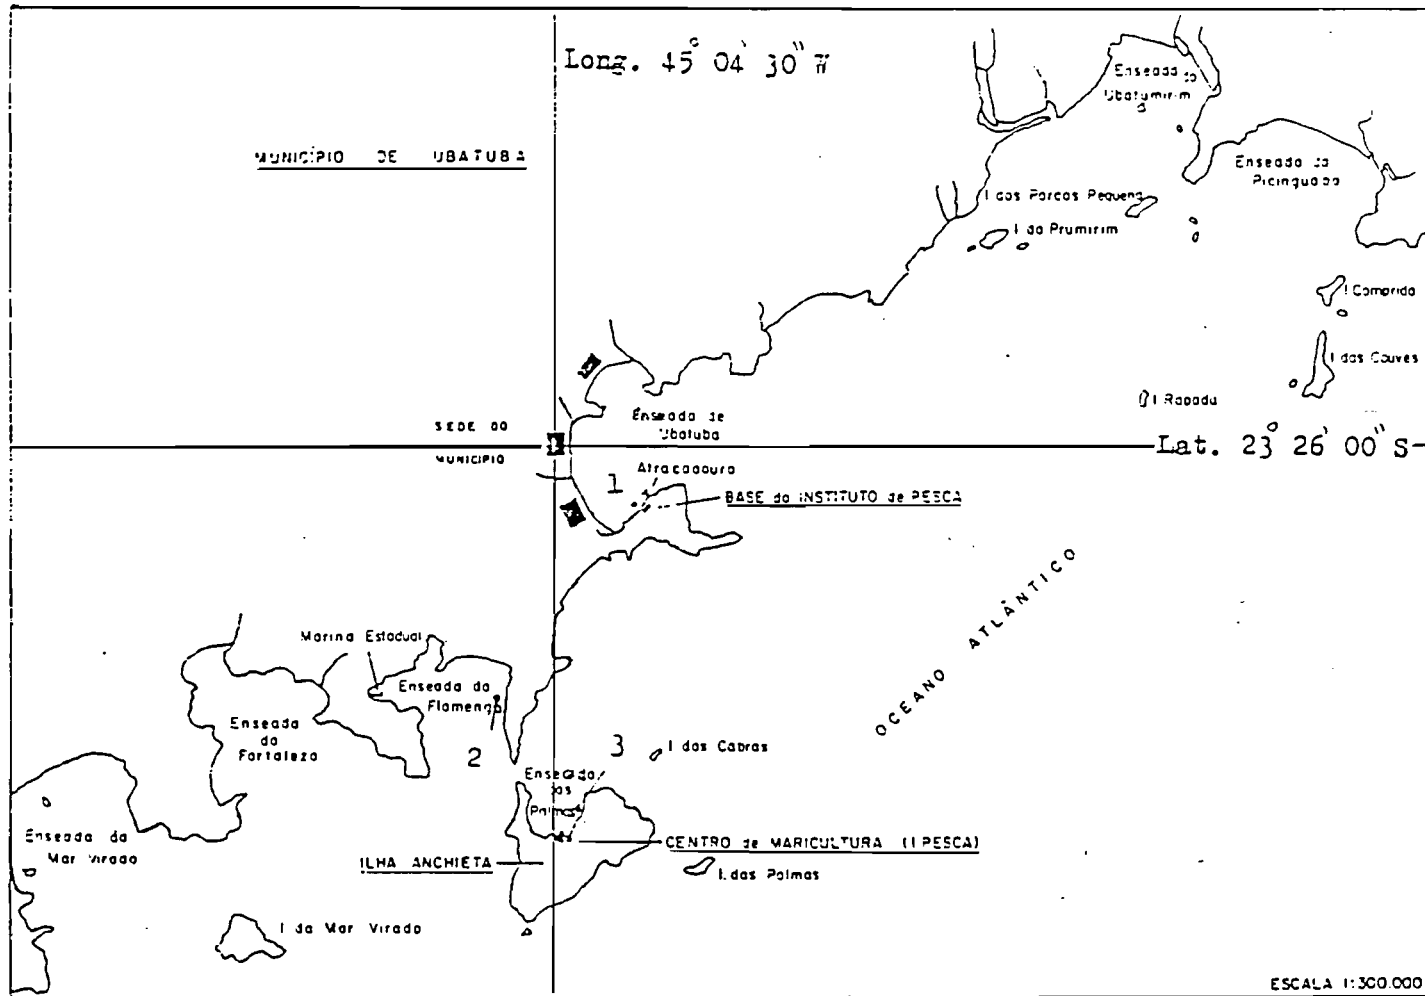 Long. 45° 04' 30" W
Enseada do
Ubatumirim
MUNICÍPIO DE UBATUBA
Enseada da
Picinguaba
I das Porcas Pequena
I do Prumirim
I Comprida
I das Couves
I Rapada
Enseada de
Ubatuba
SEDE DO
MUNICÍPIO
Lat. 23° 26' 00" S
1
Atracadouro
BASE do INSTITUTO de PESCA
OCEANO ATLÂNTICO
Marina Estadual
Enseada do
Flamengo
Enseada
da
Fortaleza
2
3
I das Cabras
Enseada
das
Palmas
Enseada do
Mar Virado
CENTRO de MARICULTURA (I PESCA)
ILHA ANCHIETA
I. das Palmas
I do Mar Virado
ESCALA 1:300.000